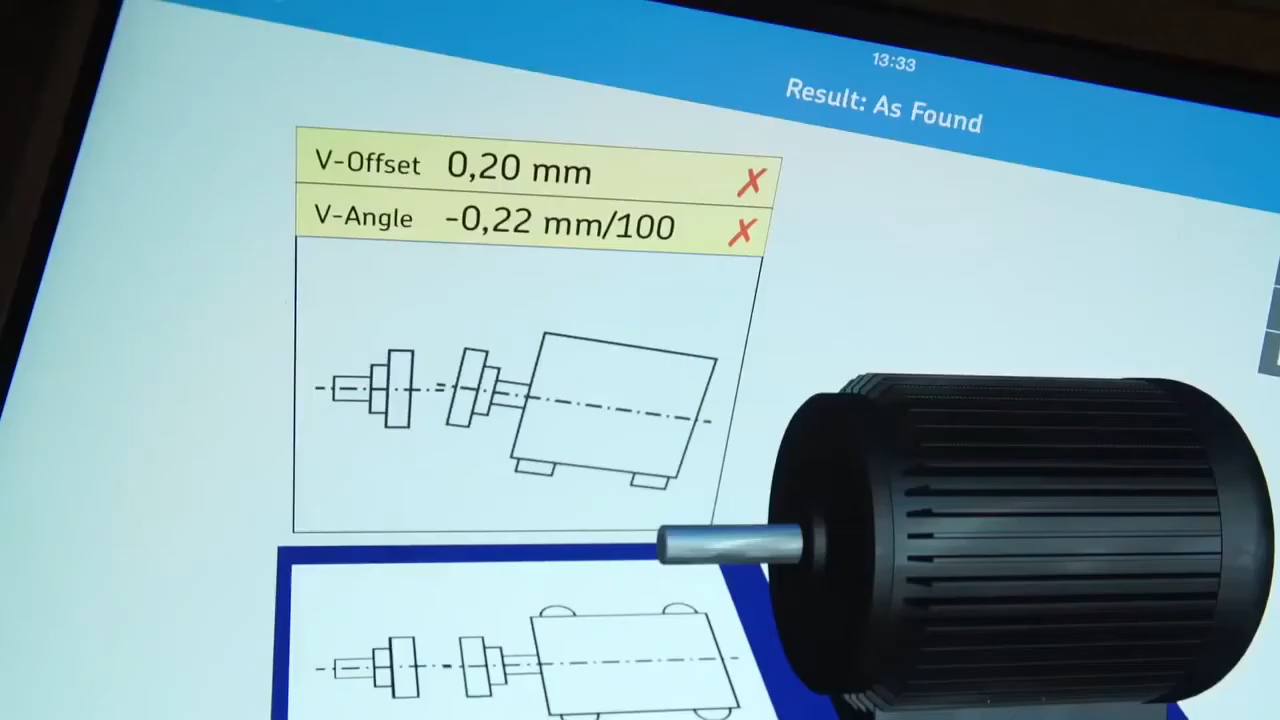 13:33
Result: As Found
V-Offset 0,20 mm ✗
V-Angle -0,22 mm/100 ✗